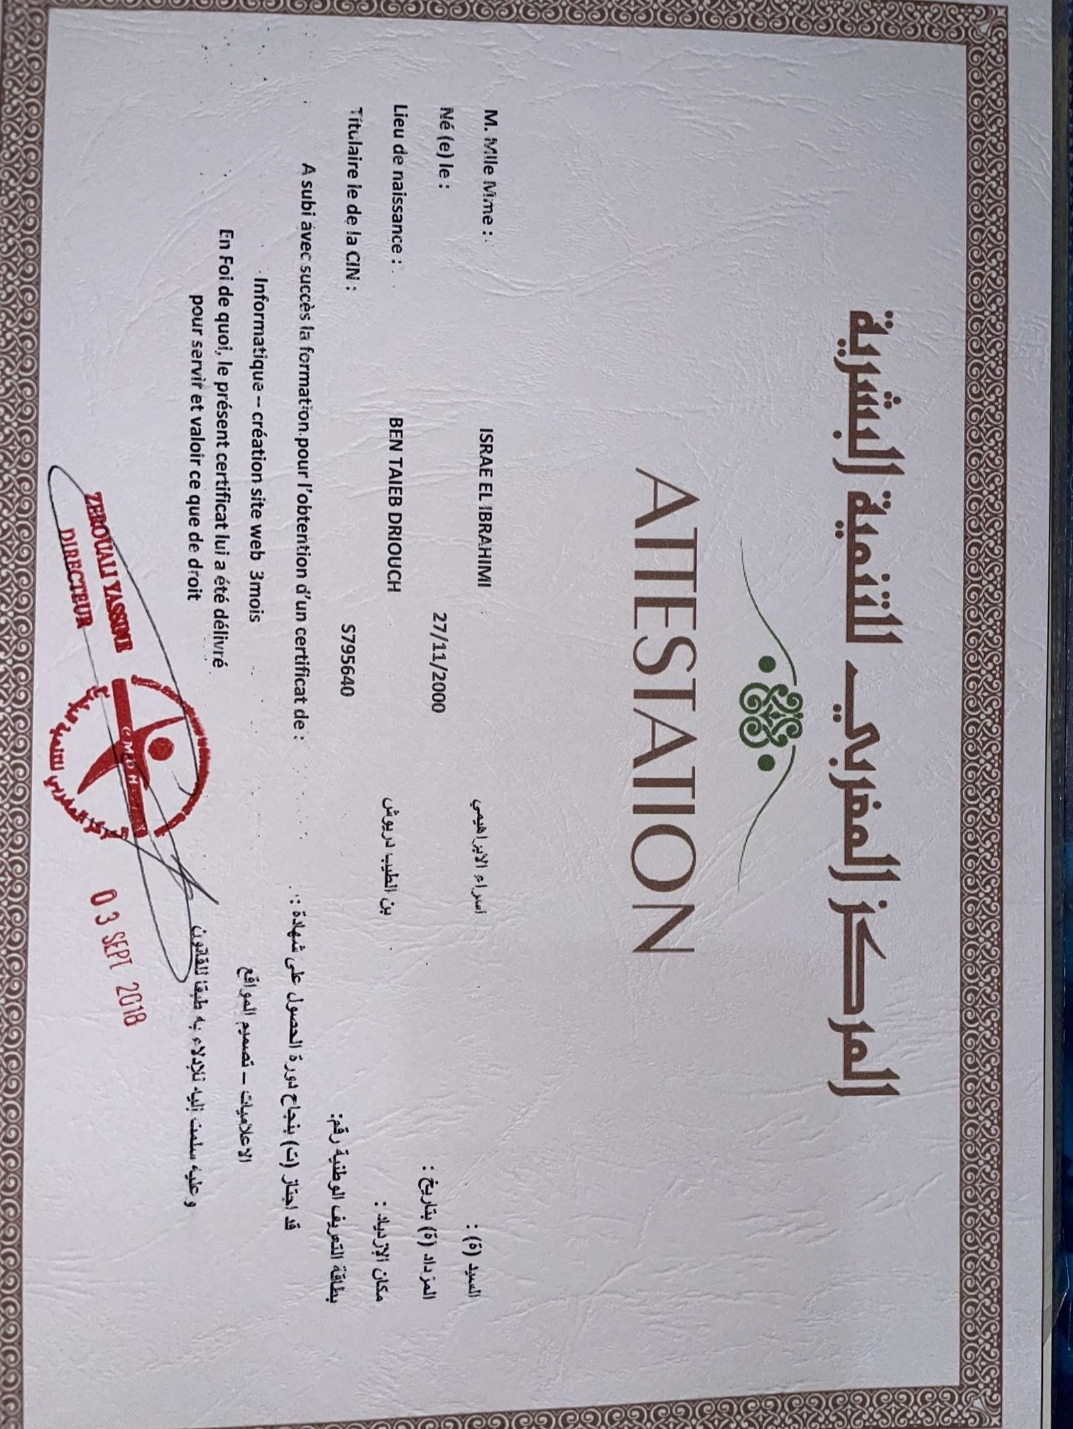 المركز المغربي للتنمية البشرية
ATTESTATION
M. Mlle Mme : ISRAE EL IBRAHIMI أسراء الابراهيمي السيد (ة) :
Né (e) le : 27/11/2000 المزداد (ة) بتاريخ :
Lieu de naissance : BEN TAIEB DRIOUCH بن الطيب دريوش مكان الإزدياد :
Titulaire le de la CIN : S795640 بطاقة التعريف الوطنية رقم:
A subi avec succès la formation pour l'obtention d'un certificat de : قد اجتاز (ت) بنجاح دورة الحصول على شهادة :
Informatique – création site web 3mois الاعلاميات – تصميم المواقع
En Foi de quoi, le présent certificat lui a été délivré
pour servir et valoir ce que de droit وعليه سلمت إليه للإدلاء به طبقا للقانون
ZEROUALI YASSINE
DIRECTEUR
CMDH
المركز المغربي للتنمية البشرية
03 SEPT 2018